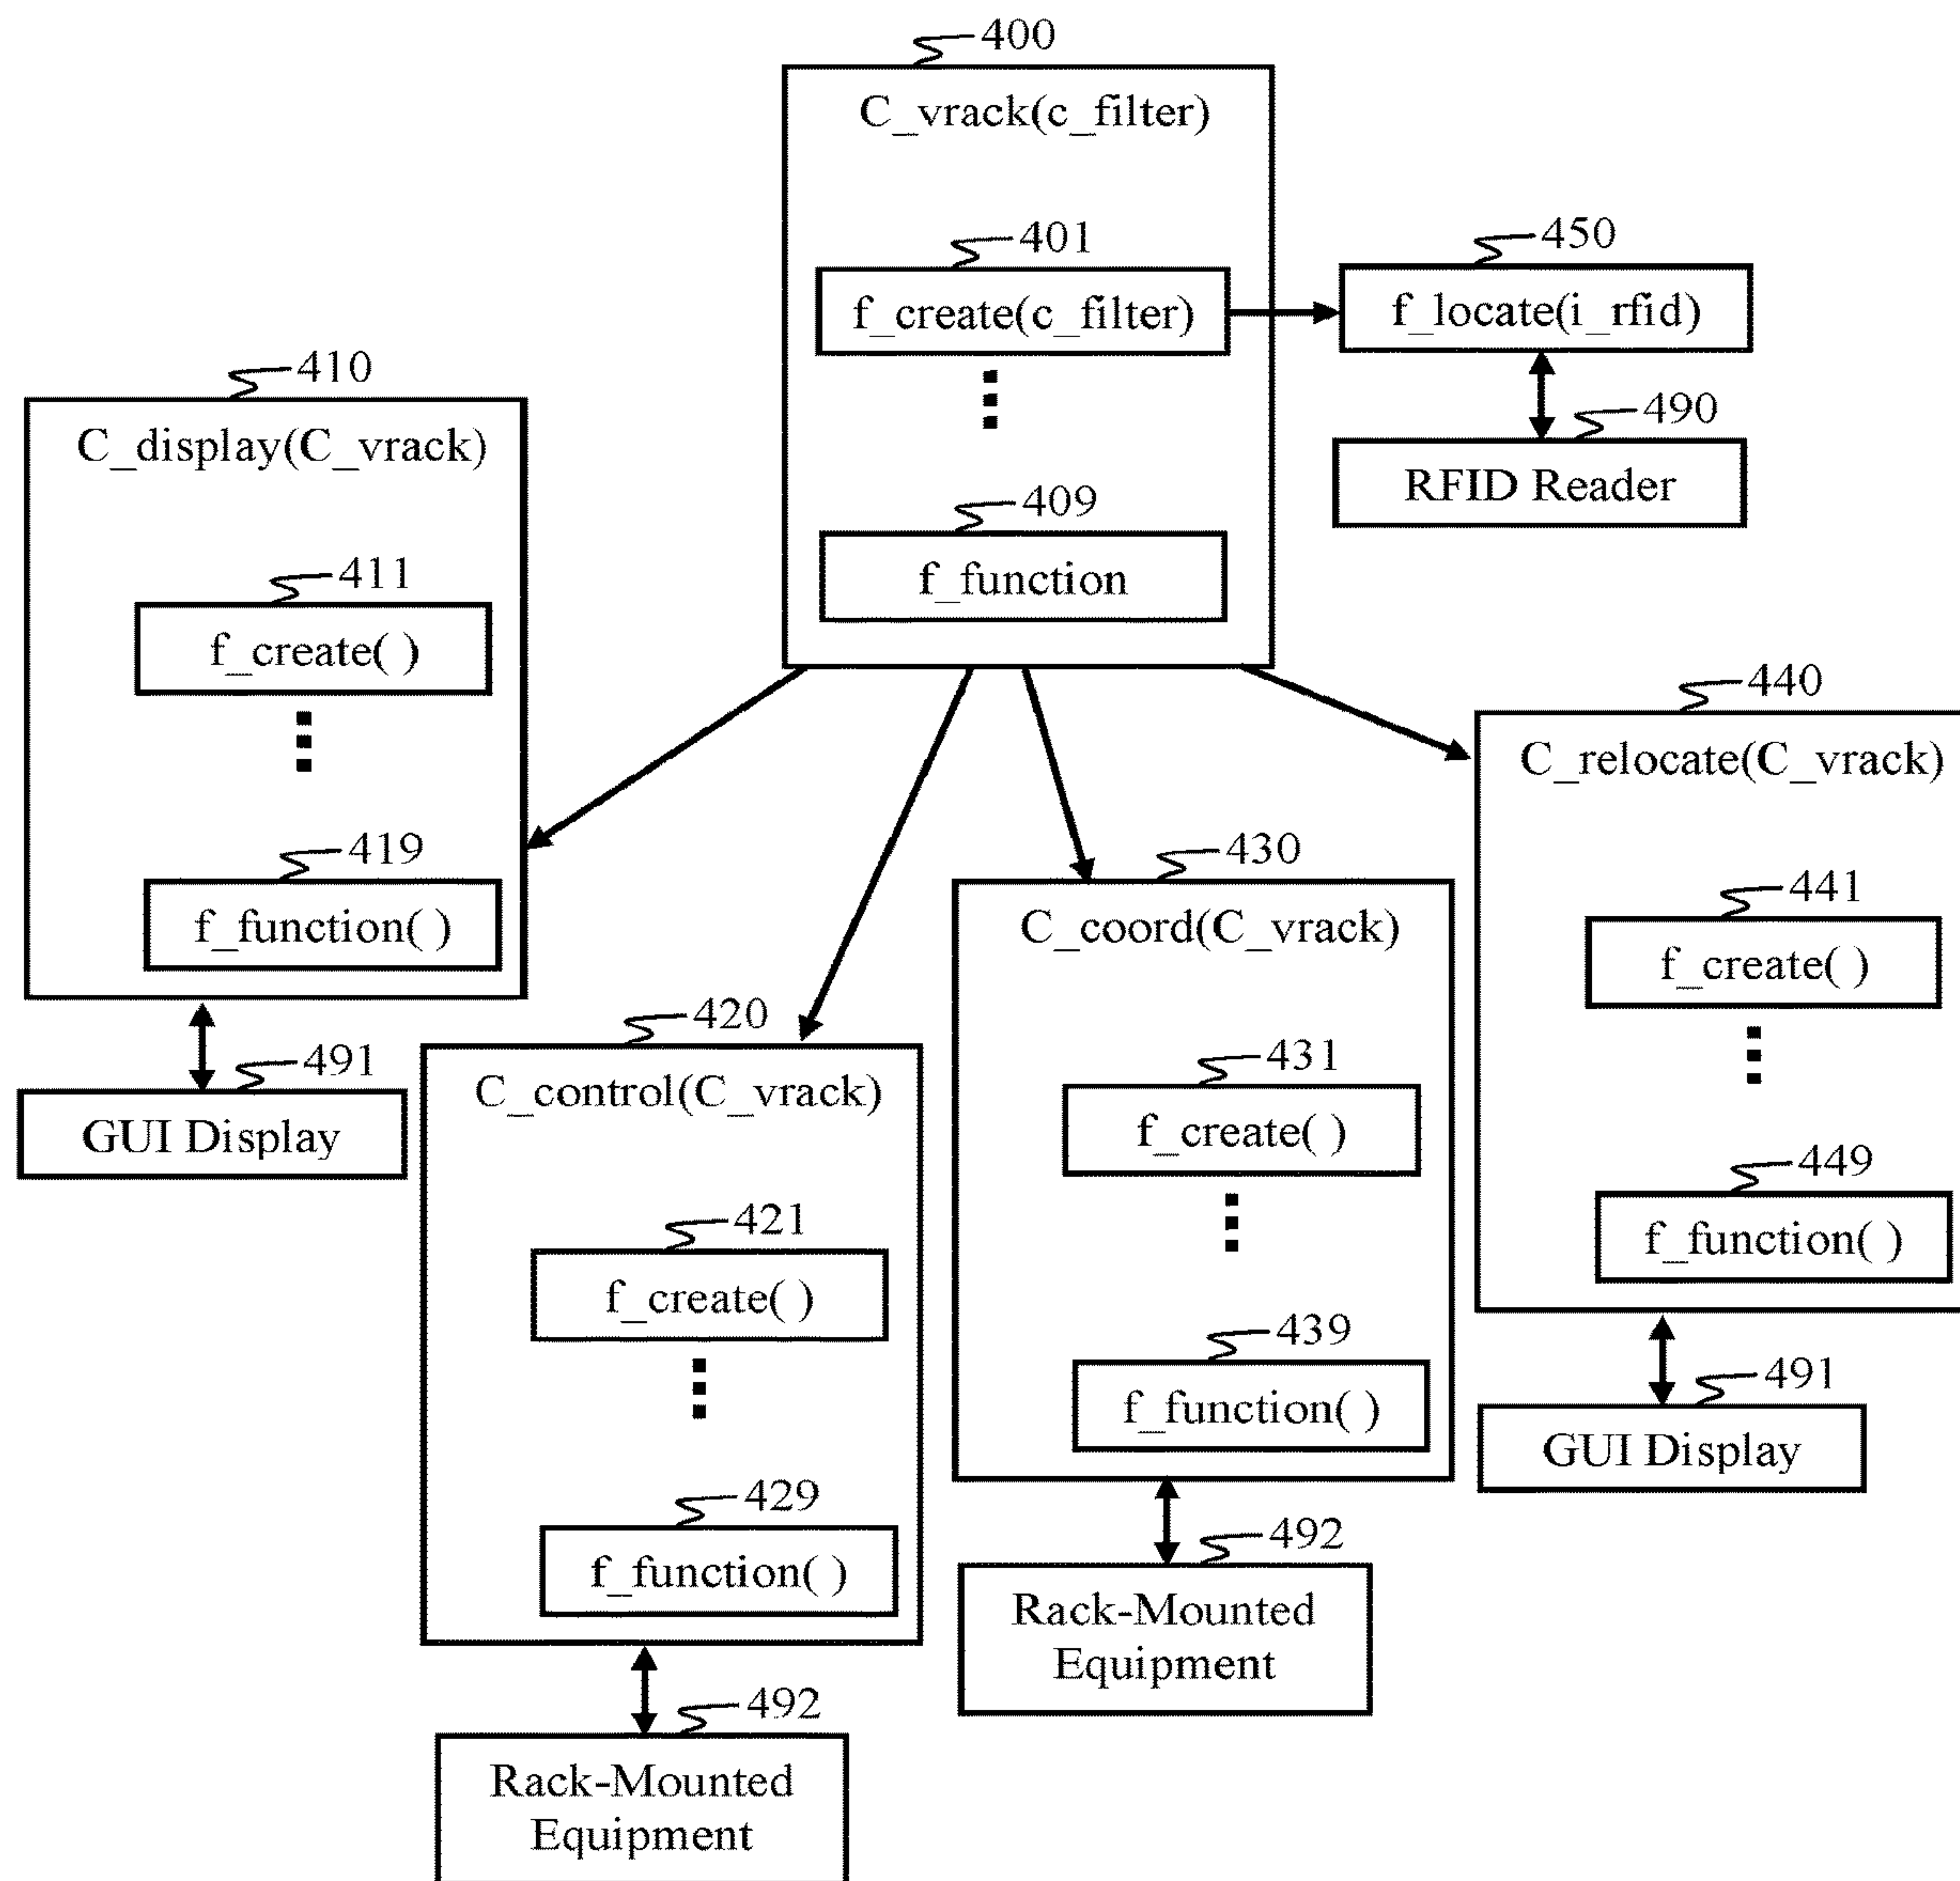 400
C_vrack(c_filter)
401
f_create(c_filter)
409
f_function
450
f_locate(i_rfid)
490
RFID Reader
410
C_display(C_vrack)
411
f_create( )
419
f_function( )
491
GUI Display
420
C_control(C_vrack)
421
f_create( )
429
f_function( )
492
Rack-Mounted
Equipment
430
C_coord(C_vrack)
431
f_create( )
439
f_function( )
492
Rack-Mounted
Equipment
440
C_relocate(C_vrack)
441
f_create( )
449
f_function( )
491
GUI Display